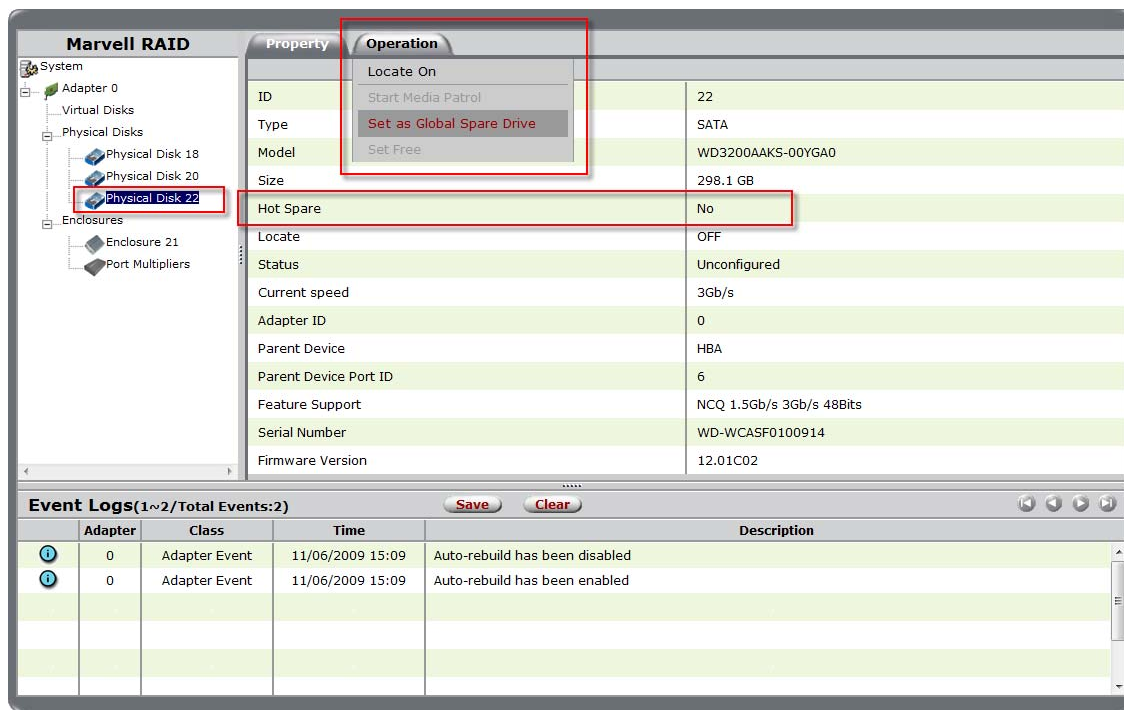 Marvell RAID
System
Adapter 0
Virtual Disks
Physical Disks
Physical Disk 18
Physical Disk 20
Physical Disk 22
Enclosures
Enclosure 21
Port Multipliers
Property Operation
Locate On
Start Media Patrol
Set as Global Spare Drive
Set Free
ID 22
Type SATA
Model WD3200AAKS-00YGA0
Size 298.1 GB
Hot Spare No
Locate OFF
Status Unconfigured
Current speed 3Gb/s
Adapter ID 0
Parent Device HBA
Parent Device Port ID 6
Feature Support NCQ 1.5Gb/s 3Gb/s 48Bits
Serial Number WD-WCASF0100914
Firmware Version 12.01C02
Event Logs(1~2/Total Events:2) Save Clear
Adapter Class Time Description
0 Adapter Event 11/06/2009 15:09 Auto-rebuild has been disabled
0 Adapter Event 11/06/2009 15:09 Auto-rebuild has been enabled